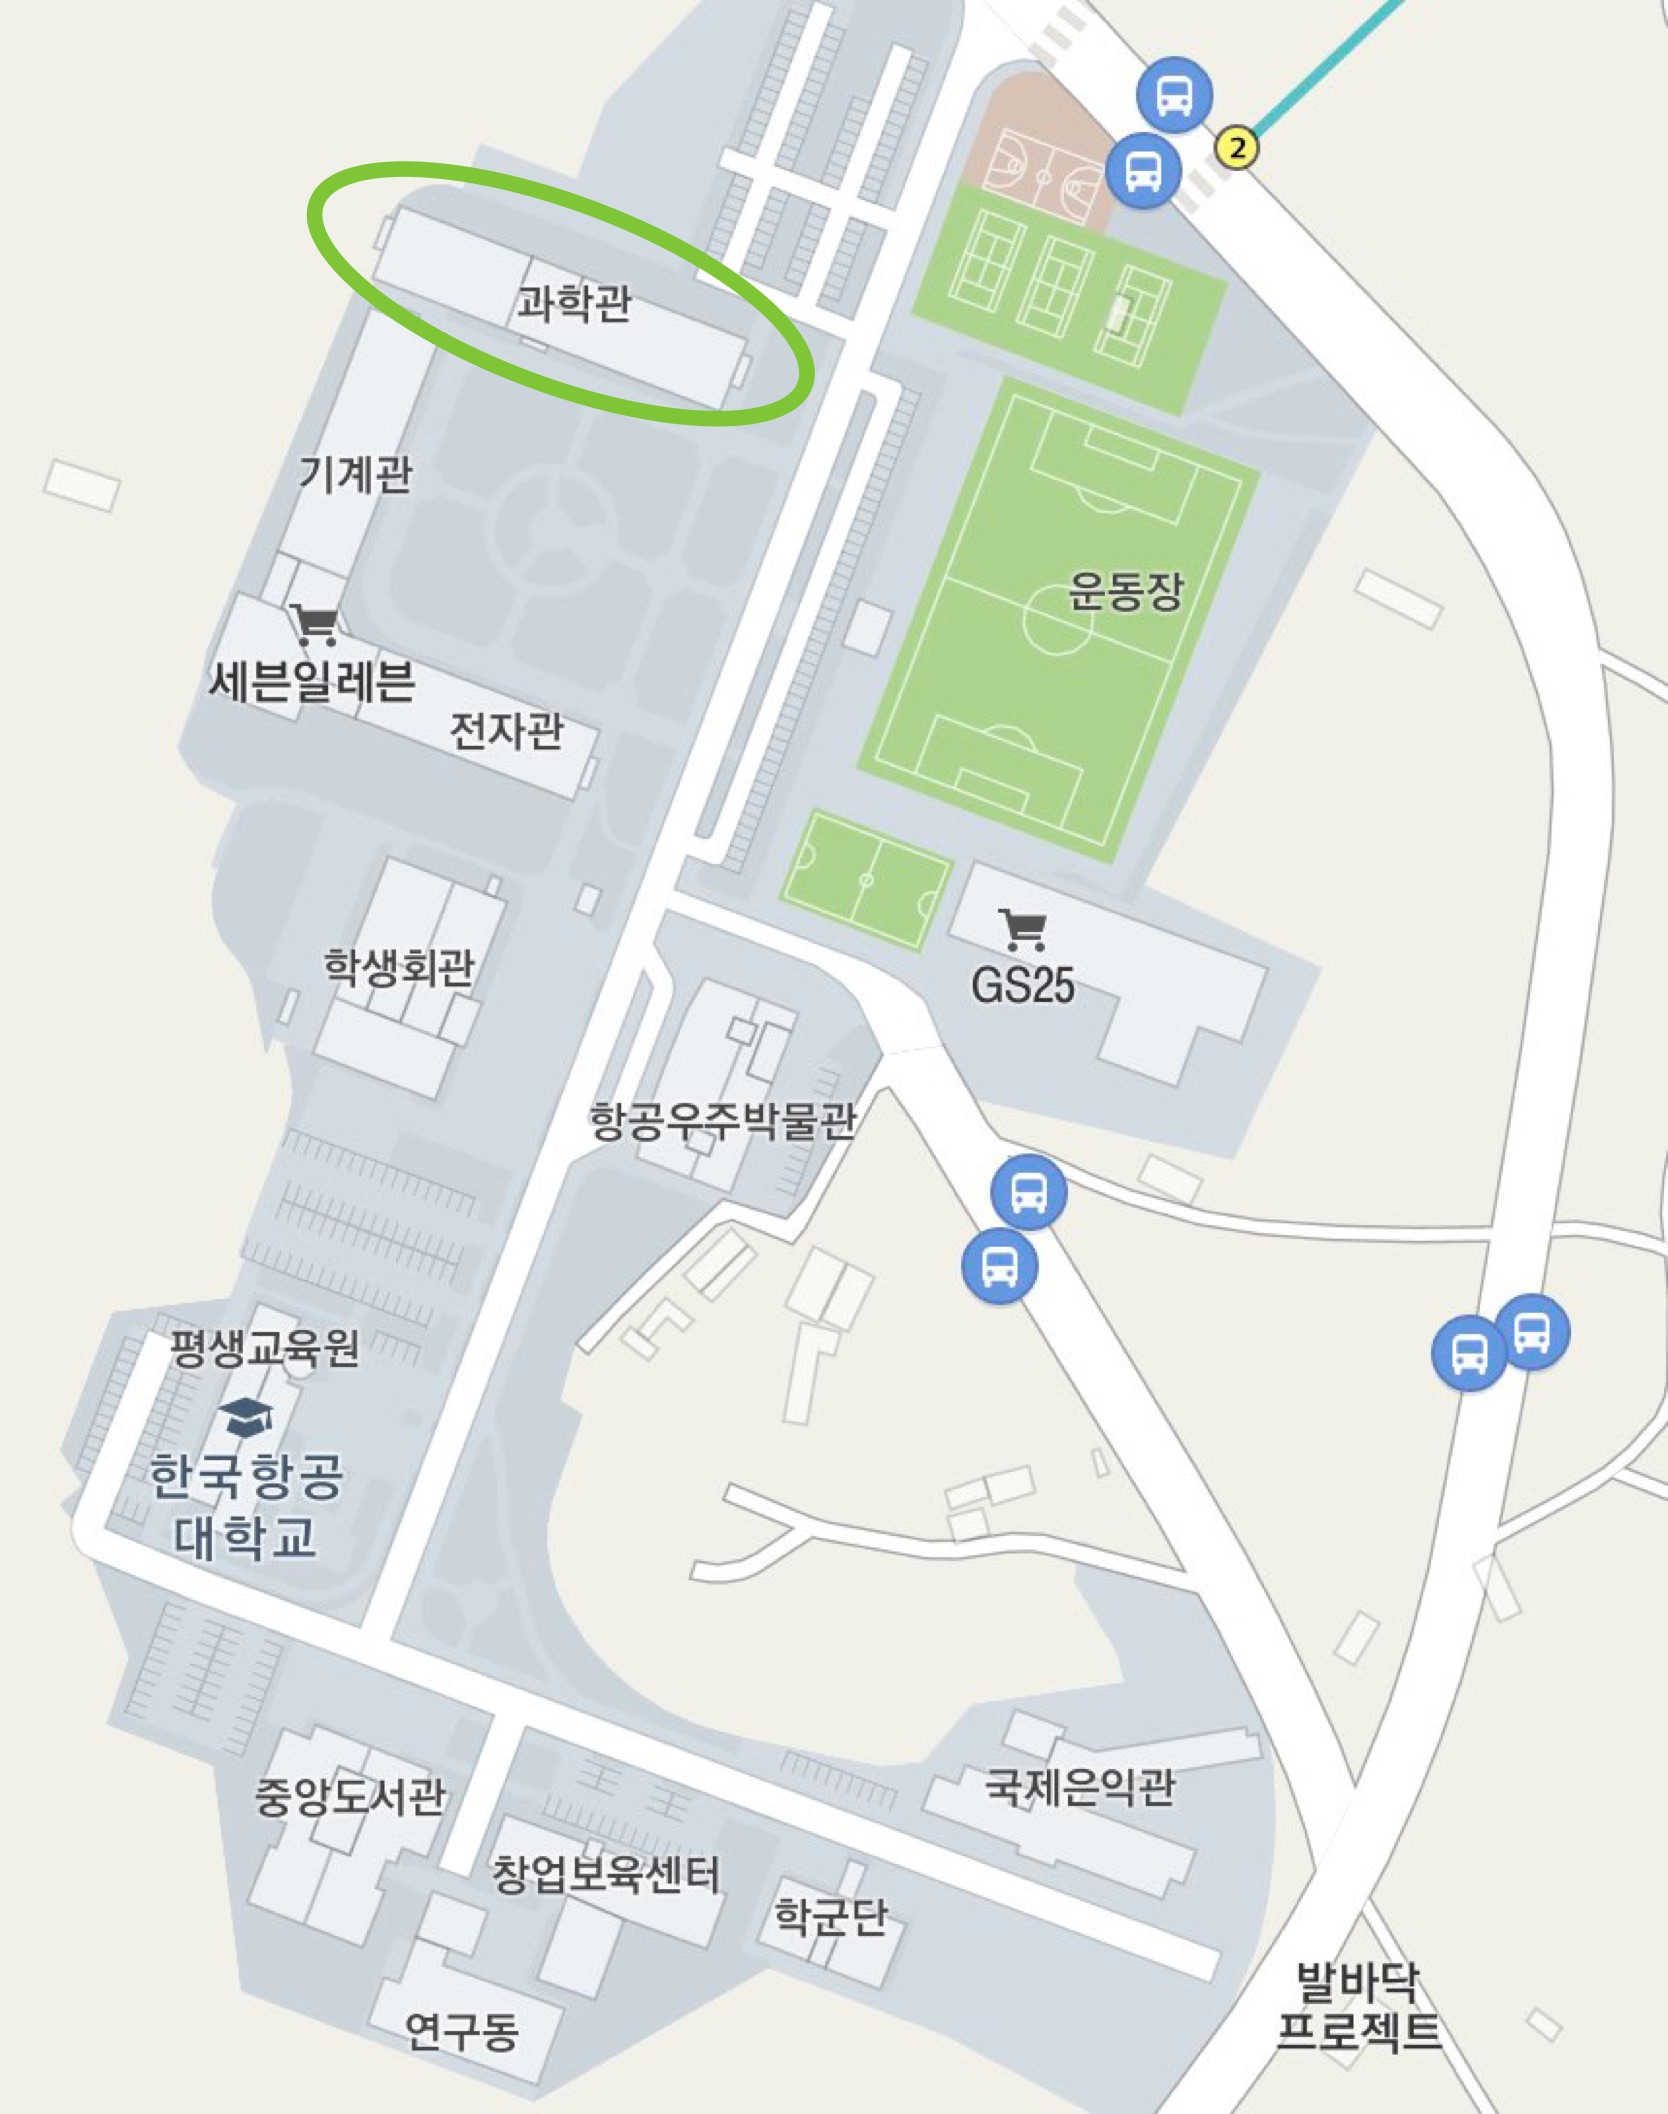 2
과학관
기계관
운동장
세븐일레븐
전자관
학생회관
GS25
항공우주박물관
평생교육원
한국항공
대학교
국제은익관
중앙도서관
창업보육센터
학군단
발바닥
프로젝트
연구동